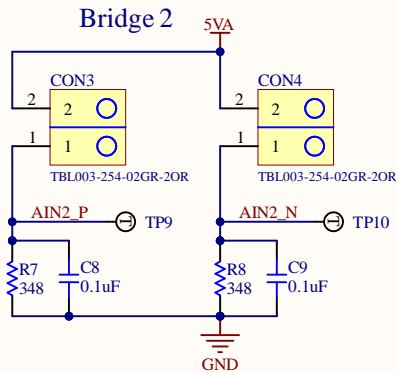 Bridge 2
5VA
CON3
CON4
2
2
2
2
1
1
1
1
TBL003-254-02GR-2OR
TBL003-254-02GR-2OR
AIN2_P
TP9
AIN2_N
TP10
R7
348
C8
0.1uF
R8
348
C9
0.1uF
GND